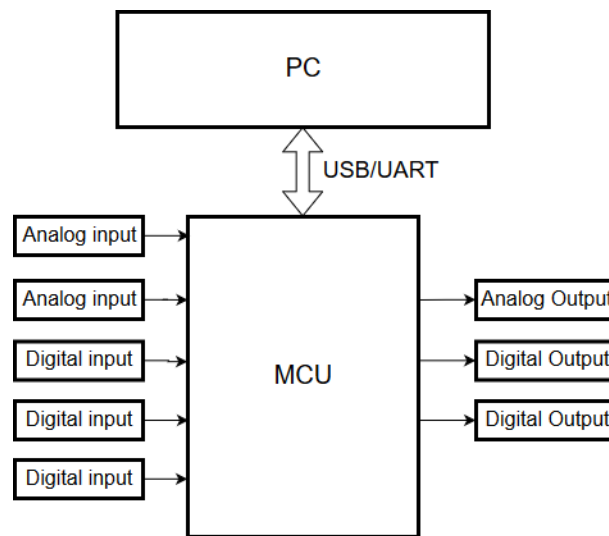 PC
USB/UART
Analog input
Analog input
Digital input
Digital input
Digital input
MCU
Analog Output
Digital Output
Digital Output